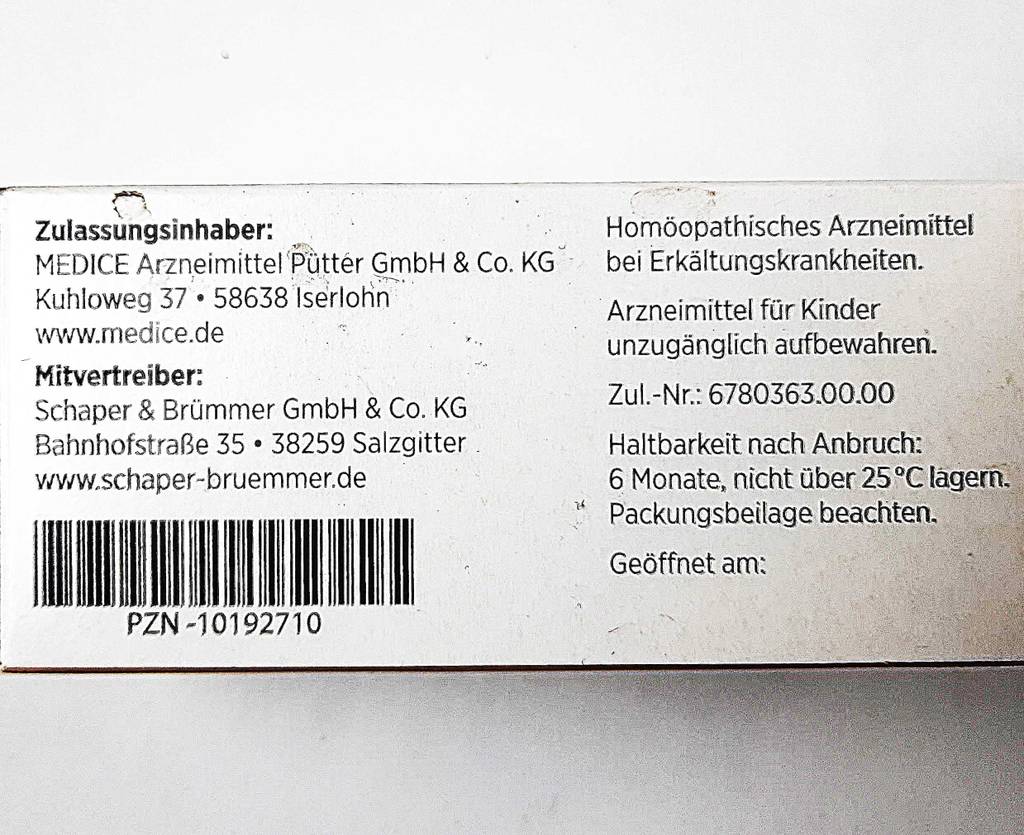 Zulassungsinhaber:
MEDICE Arzneimittel Pütter GmbH & Co. KG
Kuhloweg 37 • 58638 Iserlohn
www.medice.de
Mitvertreiber:
Schaper & Brümmer GmbH & Co. KG
Bahnhofstraße 35 • 38259 Salzgitter
www.schaper-bruemmer.de
PZN -10192710
Homöopathisches Arzneimittel
bei Erkältungskrankheiten.
Arzneimittel für Kinder
unzugänglich aufbewahren.
Zul.-Nr.: 6780363.00.00
Haltbarkeit nach Anbruch:
6 Monate, nicht über 25 °C lagern.
Packungsbeilage beachten.
Geöffnet am: